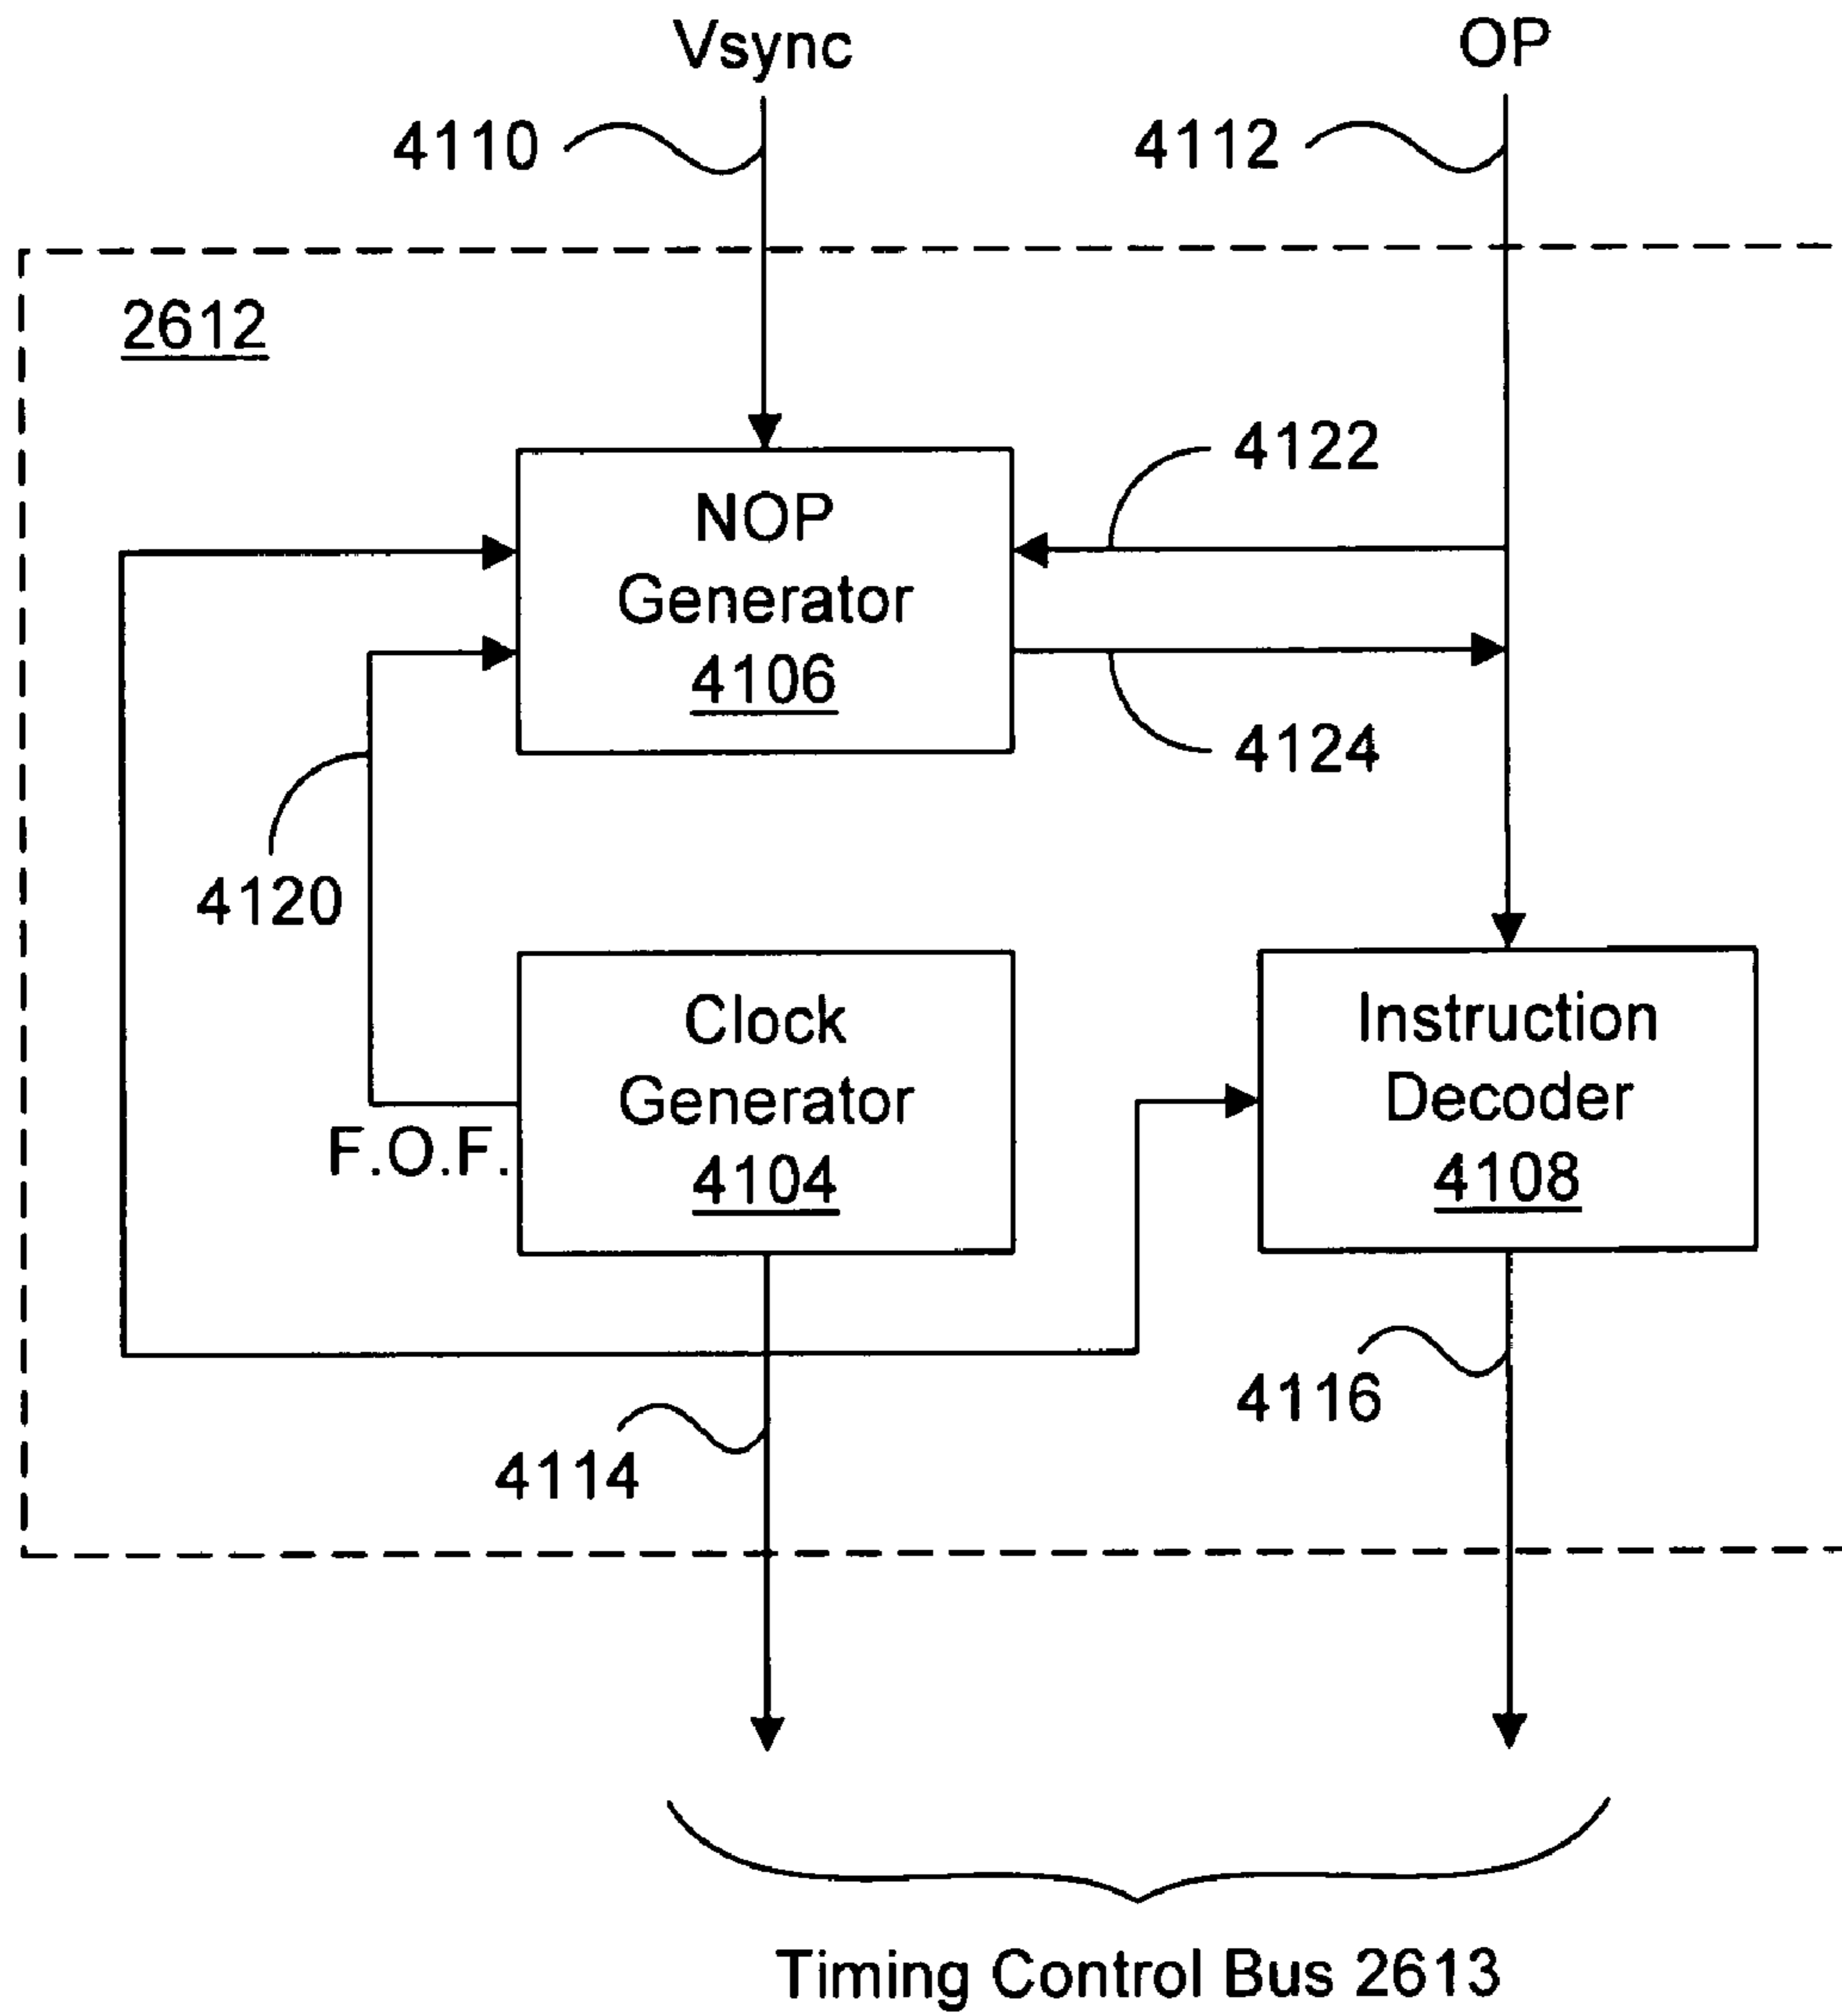 Vsync
OP
4110
4112
2612
4122
NOP
Generator
4106
4124
4120
Clock
Generator
4104
F.O.F.
Instruction
Decoder
4108
4116
4114
Timing Control Bus 2613